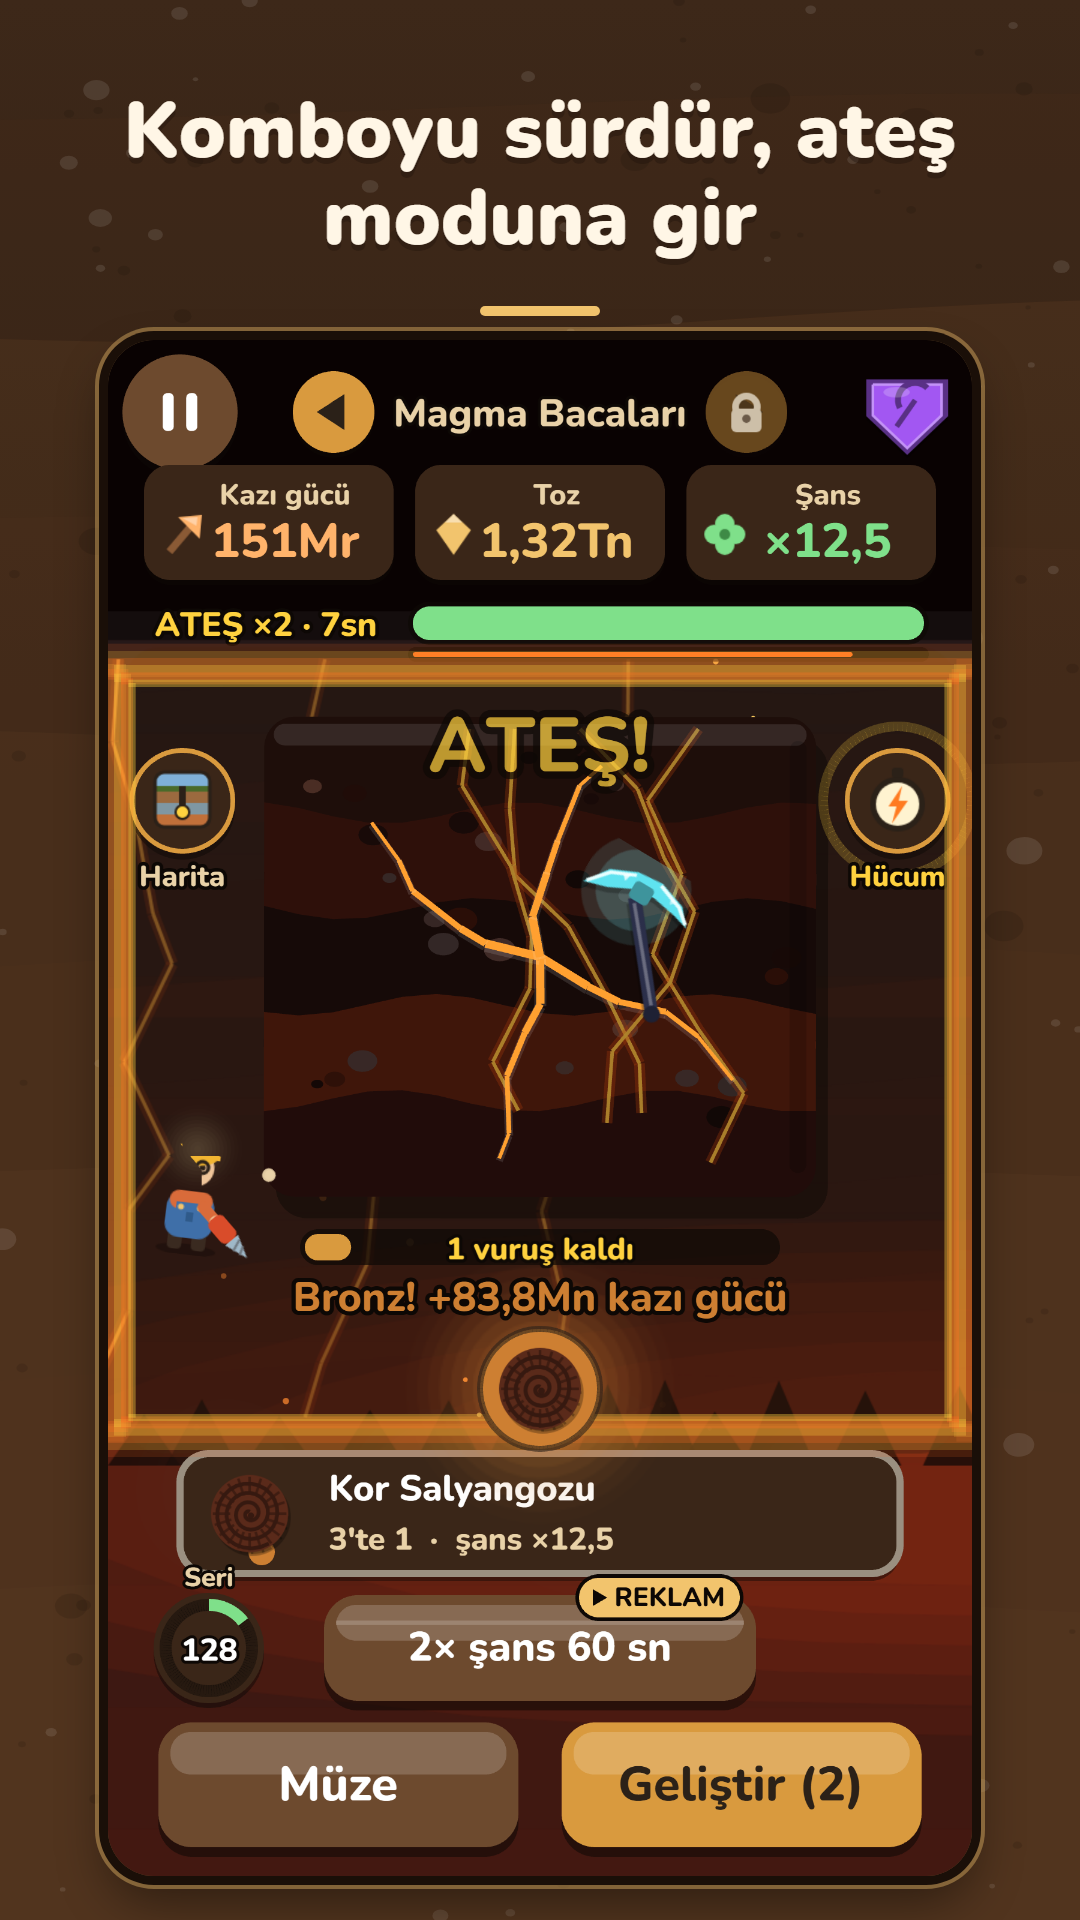 Komboyu sürdür, ateş
moduna gir
Magma Bacaları
Kazı gücü
151Mr
Toz
1,32Tn
Şans
×12,5
ATEŞ ×2 · 7sn
ATEŞ!
Harita
Hücum
1 vuruş kaldı
Bronz! +83,8Mn kazı gücü
Kor Salyangozu
3'te 1 · şans ×12,5
Seri
128
REKLAM
2× şans 60 sn
Müze
Geliştir (2)